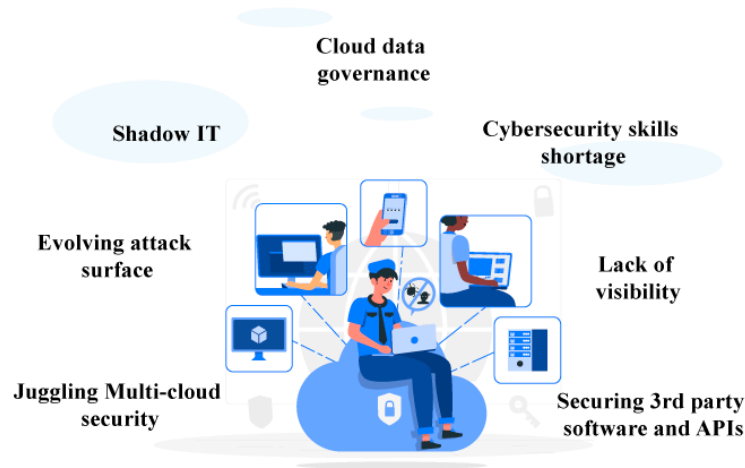 Cloud data
governance
Shadow IT
Cybersecurity skills
shortage
Evolving attack
surface
Lack of
visibility
Juggling Multi-cloud
security
Securing 3rd party
software and APIs